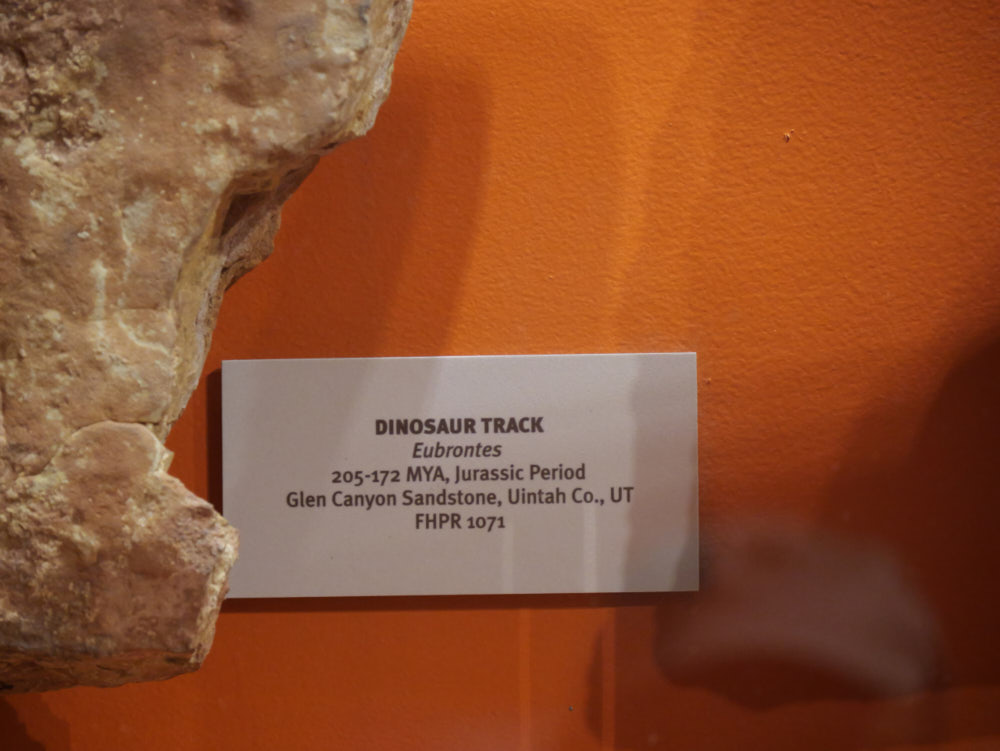 DINOSAUR TRACK
Eubrontes
205-172 MYA, Jurassic Period
Glen Canyon Sandstone, Uintah Co., UT
FHPR 1071